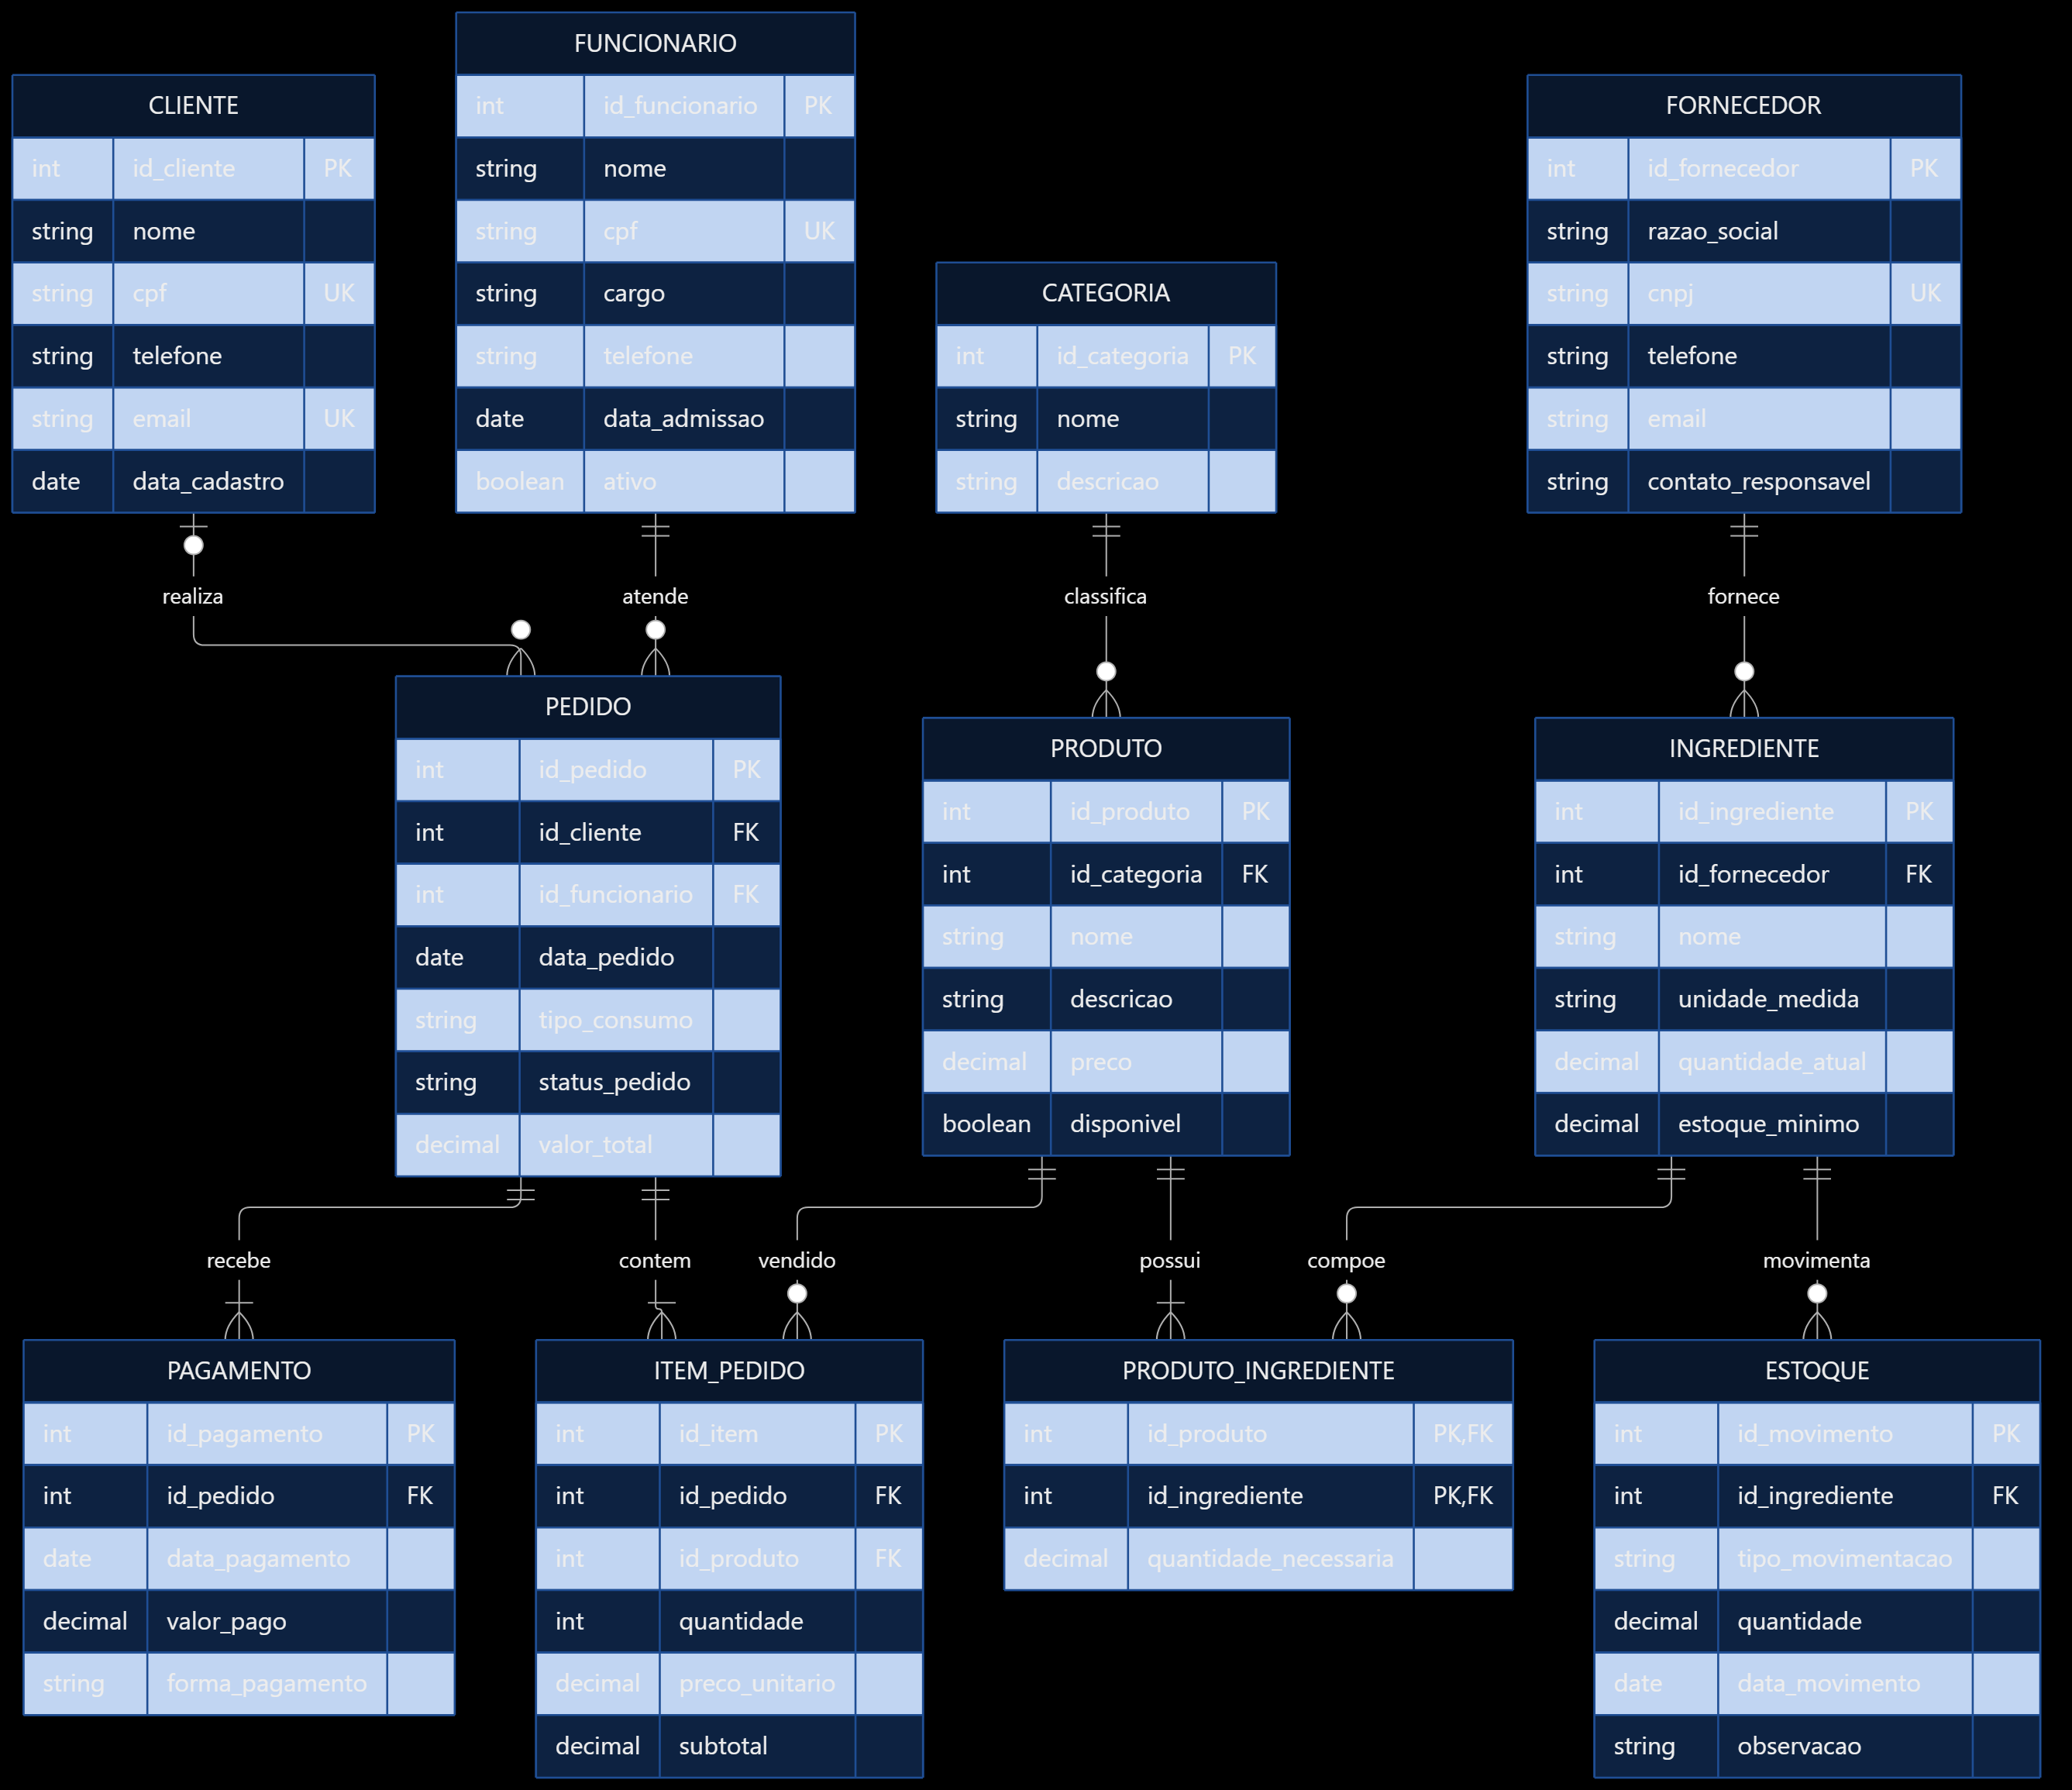 FUNCIONARIO
int id_funcionario PK
string nome
string cpf UK
string cargo
string telefone
date data_admissao
boolean ativo
CLIENTE
int id_cliente PK
string nome
string cpf UK
string telefone
string email UK
date data_cadastro
CATEGORIA
int id_categoria PK
string nome
string descricao
FORNECEDOR
int id_fornecedor PK
string razao_social
string cnpj UK
string telefone
string email
string contato_responsavel
realiza
atende
classifica
fornece
PEDIDO
int id_pedido PK
int id_cliente FK
int id_funcionario FK
date data_pedido
string tipo_consumo
string status_pedido
decimal valor_total
PRODUTO
int id_produto PK
int id_categoria FK
string nome
string descricao
decimal preco
boolean disponivel
INGREDIENTE
int id_ingrediente PK
int id_fornecedor FK
string nome
string unidade_medida
decimal quantidade_atual
decimal estoque_minimo
recebe
contem
vendido
possui
compoe
movimenta
PAGAMENTO
int id_pagamento PK
int id_pedido FK
date data_pagamento
decimal valor_pago
string forma_pagamento
ITEM_PEDIDO
int id_item PK
int id_pedido FK
int id_produto FK
int quantidade
decimal preco_unitario
decimal subtotal
PRODUTO_INGREDIENTE
int id_produto PK,FK
int id_ingrediente PK,FK
decimal quantidade_necessaria
ESTOQUE
int id_movimento PK
int id_ingrediente FK
string tipo_movimentacao
decimal quantidade
date data_movimento
string observacao